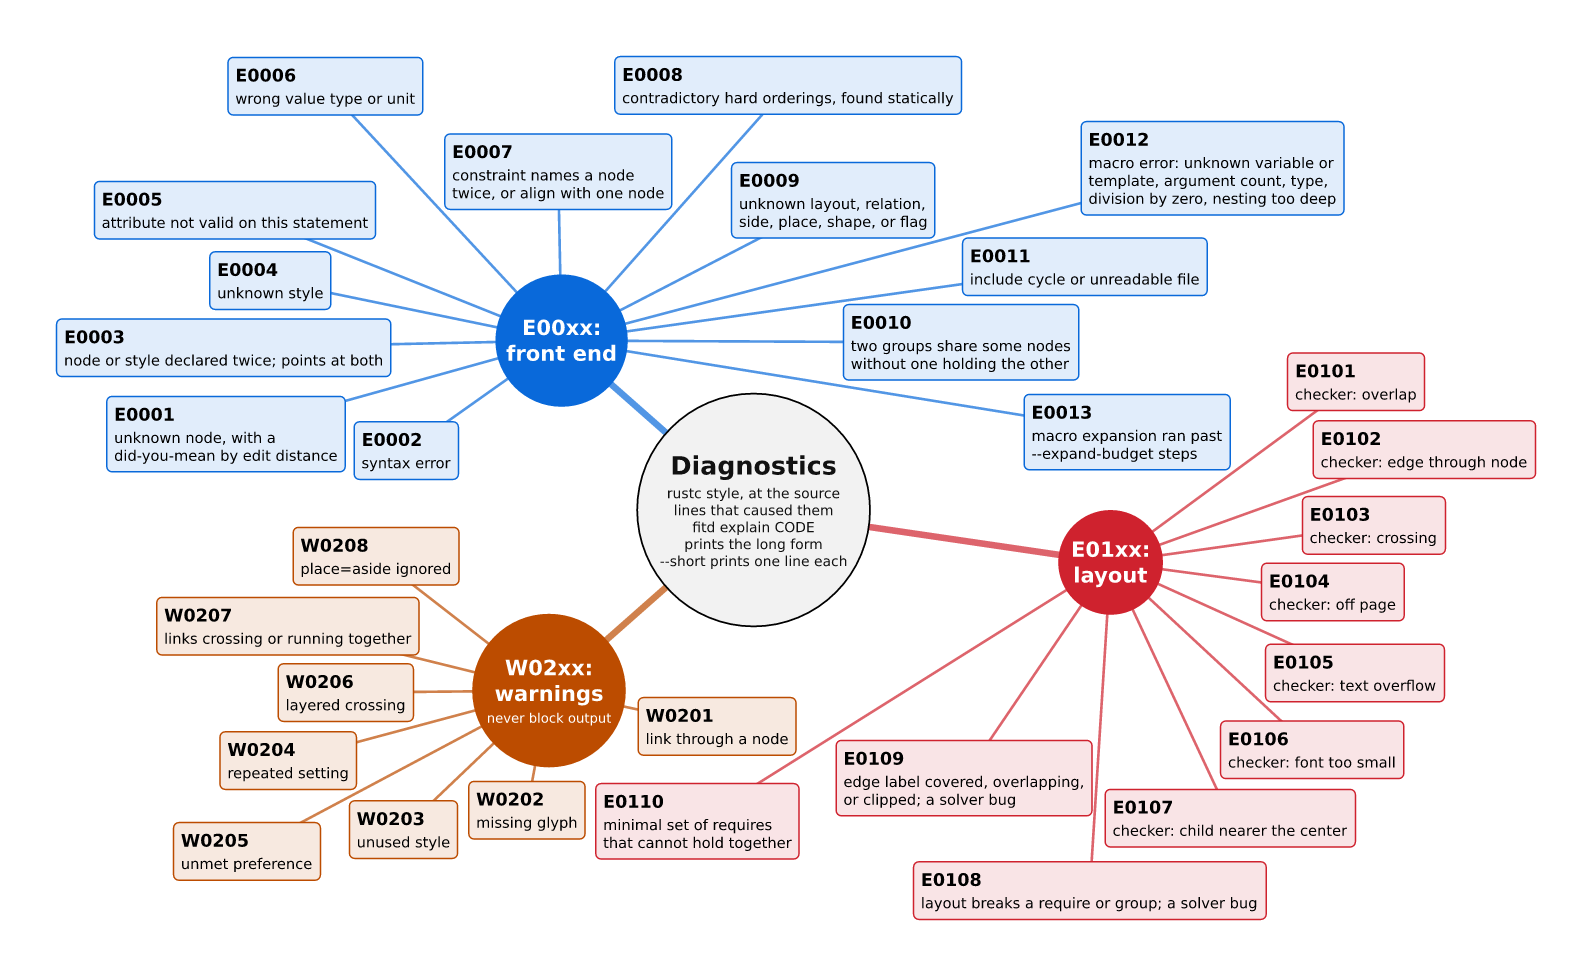 E0006
wrong value type or unit
E0008
contradictory hard orderings, found statically
E0007
constraint names a node
twice, or align with one node
E0012
macro error: unknown variable or
template, argument count, type,
division by zero, nesting too deep
E0005
attribute not valid on this statement
E0009
unknown layout, relation,
side, place, shape, or flag
E0004
unknown style
E0011
include cycle or unreadable file
E0003
node or style declared twice; points at both
E00xx:
front end
E0010
two groups share some nodes
without one holding the other
E0001
unknown node, with a
did-you-mean by edit distance
E0002
syntax error
E0013
macro expansion ran past
--expand-budget steps
Diagnostics
rustc style, at the source
lines that caused them
fitd explain CODE
prints the long form
--short prints one line each
E0101
checker: overlap
E0102
checker: edge through node
E0103
checker: crossing
E01xx:
layout
E0104
checker: off page
E0105
checker: text overflow
E0106
checker: font too small
E0107
checker: child nearer the center
E0109
edge label covered, overlapping,
or clipped; a solver bug
E0110
minimal set of requires
that cannot hold together
E0108
layout breaks a require or group; a solver bug
W0208
place=aside ignored
W0207
links crossing or running together
W0206
layered crossing
W02xx:
warnings
never block output
W0201
link through a node
W0204
repeated setting
W0202
missing glyph
W0203
unused style
W0205
unmet preference